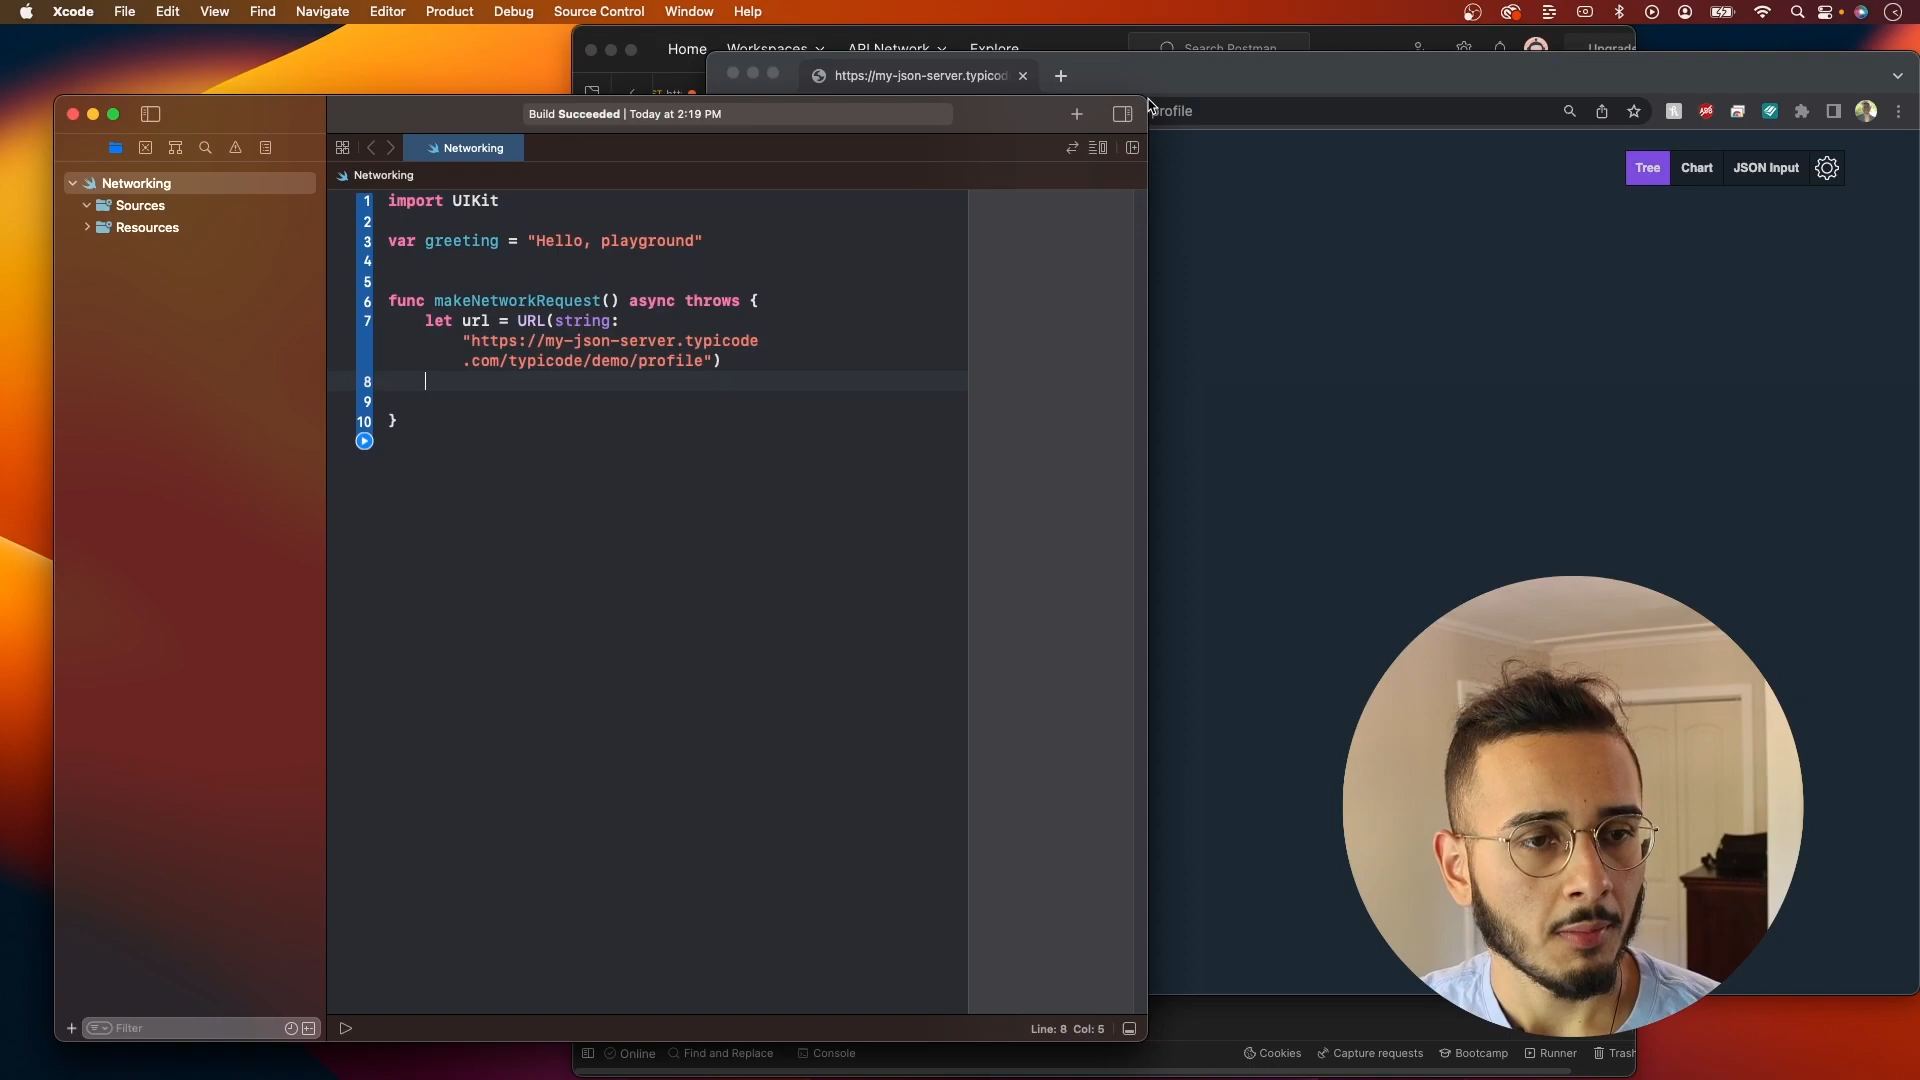 Xcode File Edit View Find Navigate Editor Product Debug Source Control Window Help
Home Workspaces API Network Explore Search Postman Upgrade
https://my-json-server.typicod
profile
Build Succeeded | Today at 2:19 PM
Networking
Networking
Networking
Sources
Resources
Tree Chart JSON Input
1 import UIKit
2
3 var greeting = "Hello, playground"
4
5
6 func makeNetworkRequest() async throws {
7 let url = URL(string:
"https://my-json-server.typicode
.com/typicode/demo/profile")
8
9
10 }
Filter
Line: 8 Col: 5
Online Find and Replace Console Cookies Capture requests Bootcamp Runner Trash